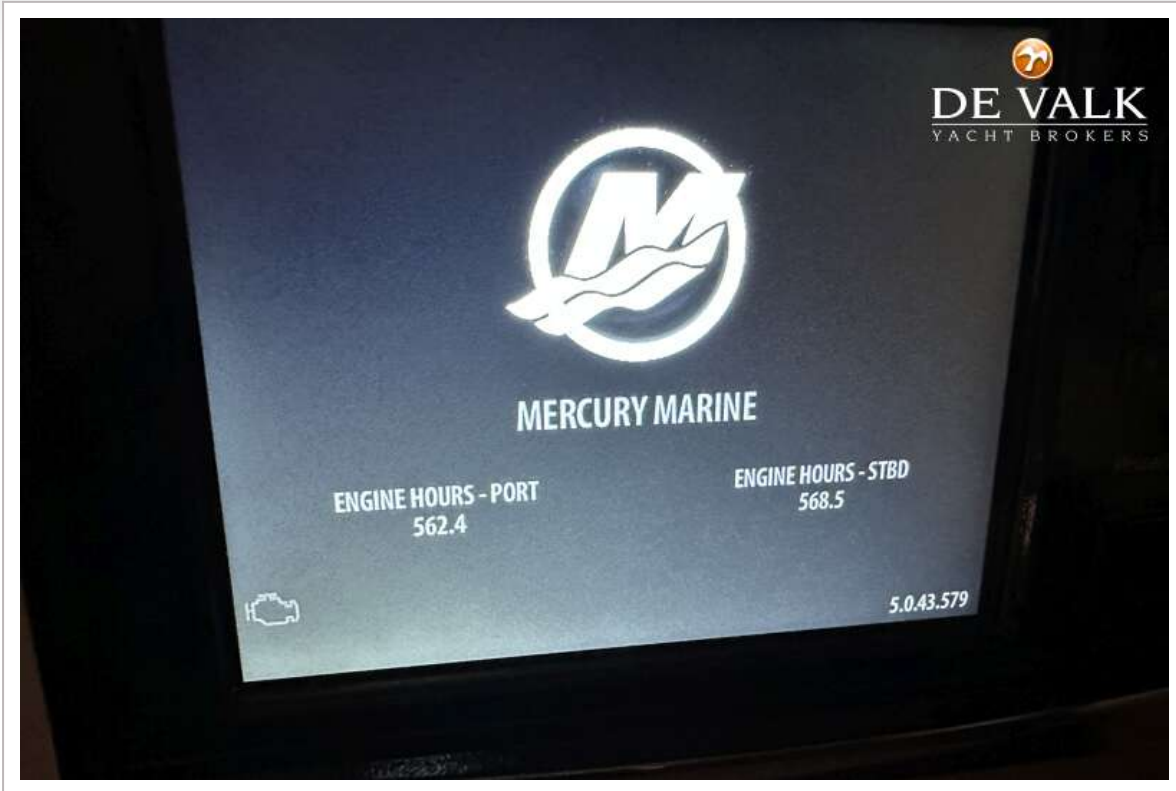 DE VALK
YACHT BROKERS
MERCURY MARINE
ENGINE HOURS - PORT
562.4
ENGINE HOURS - STBD
568.5
5.0.43.579